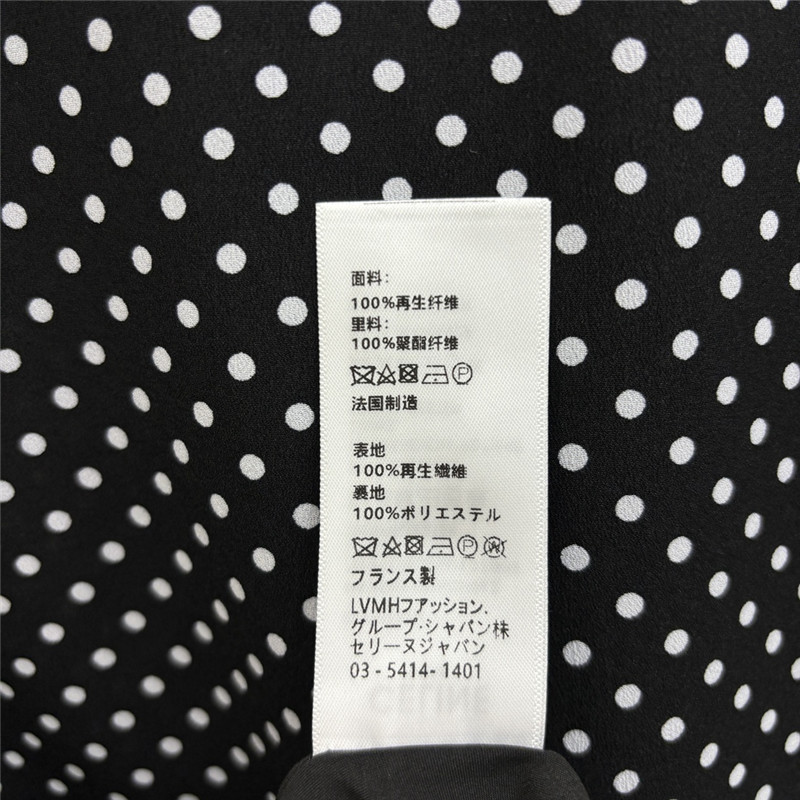 面料:
100%再生纤维
里料:
100%聚酯纤维
P
法国制造
表地
100%再生繊維
裏地
100%ポリエステル
P W
フランス製
LVMHファッション、
グループ·シャパン株
セリーヌジャバン
03-5414-1401
CELINE